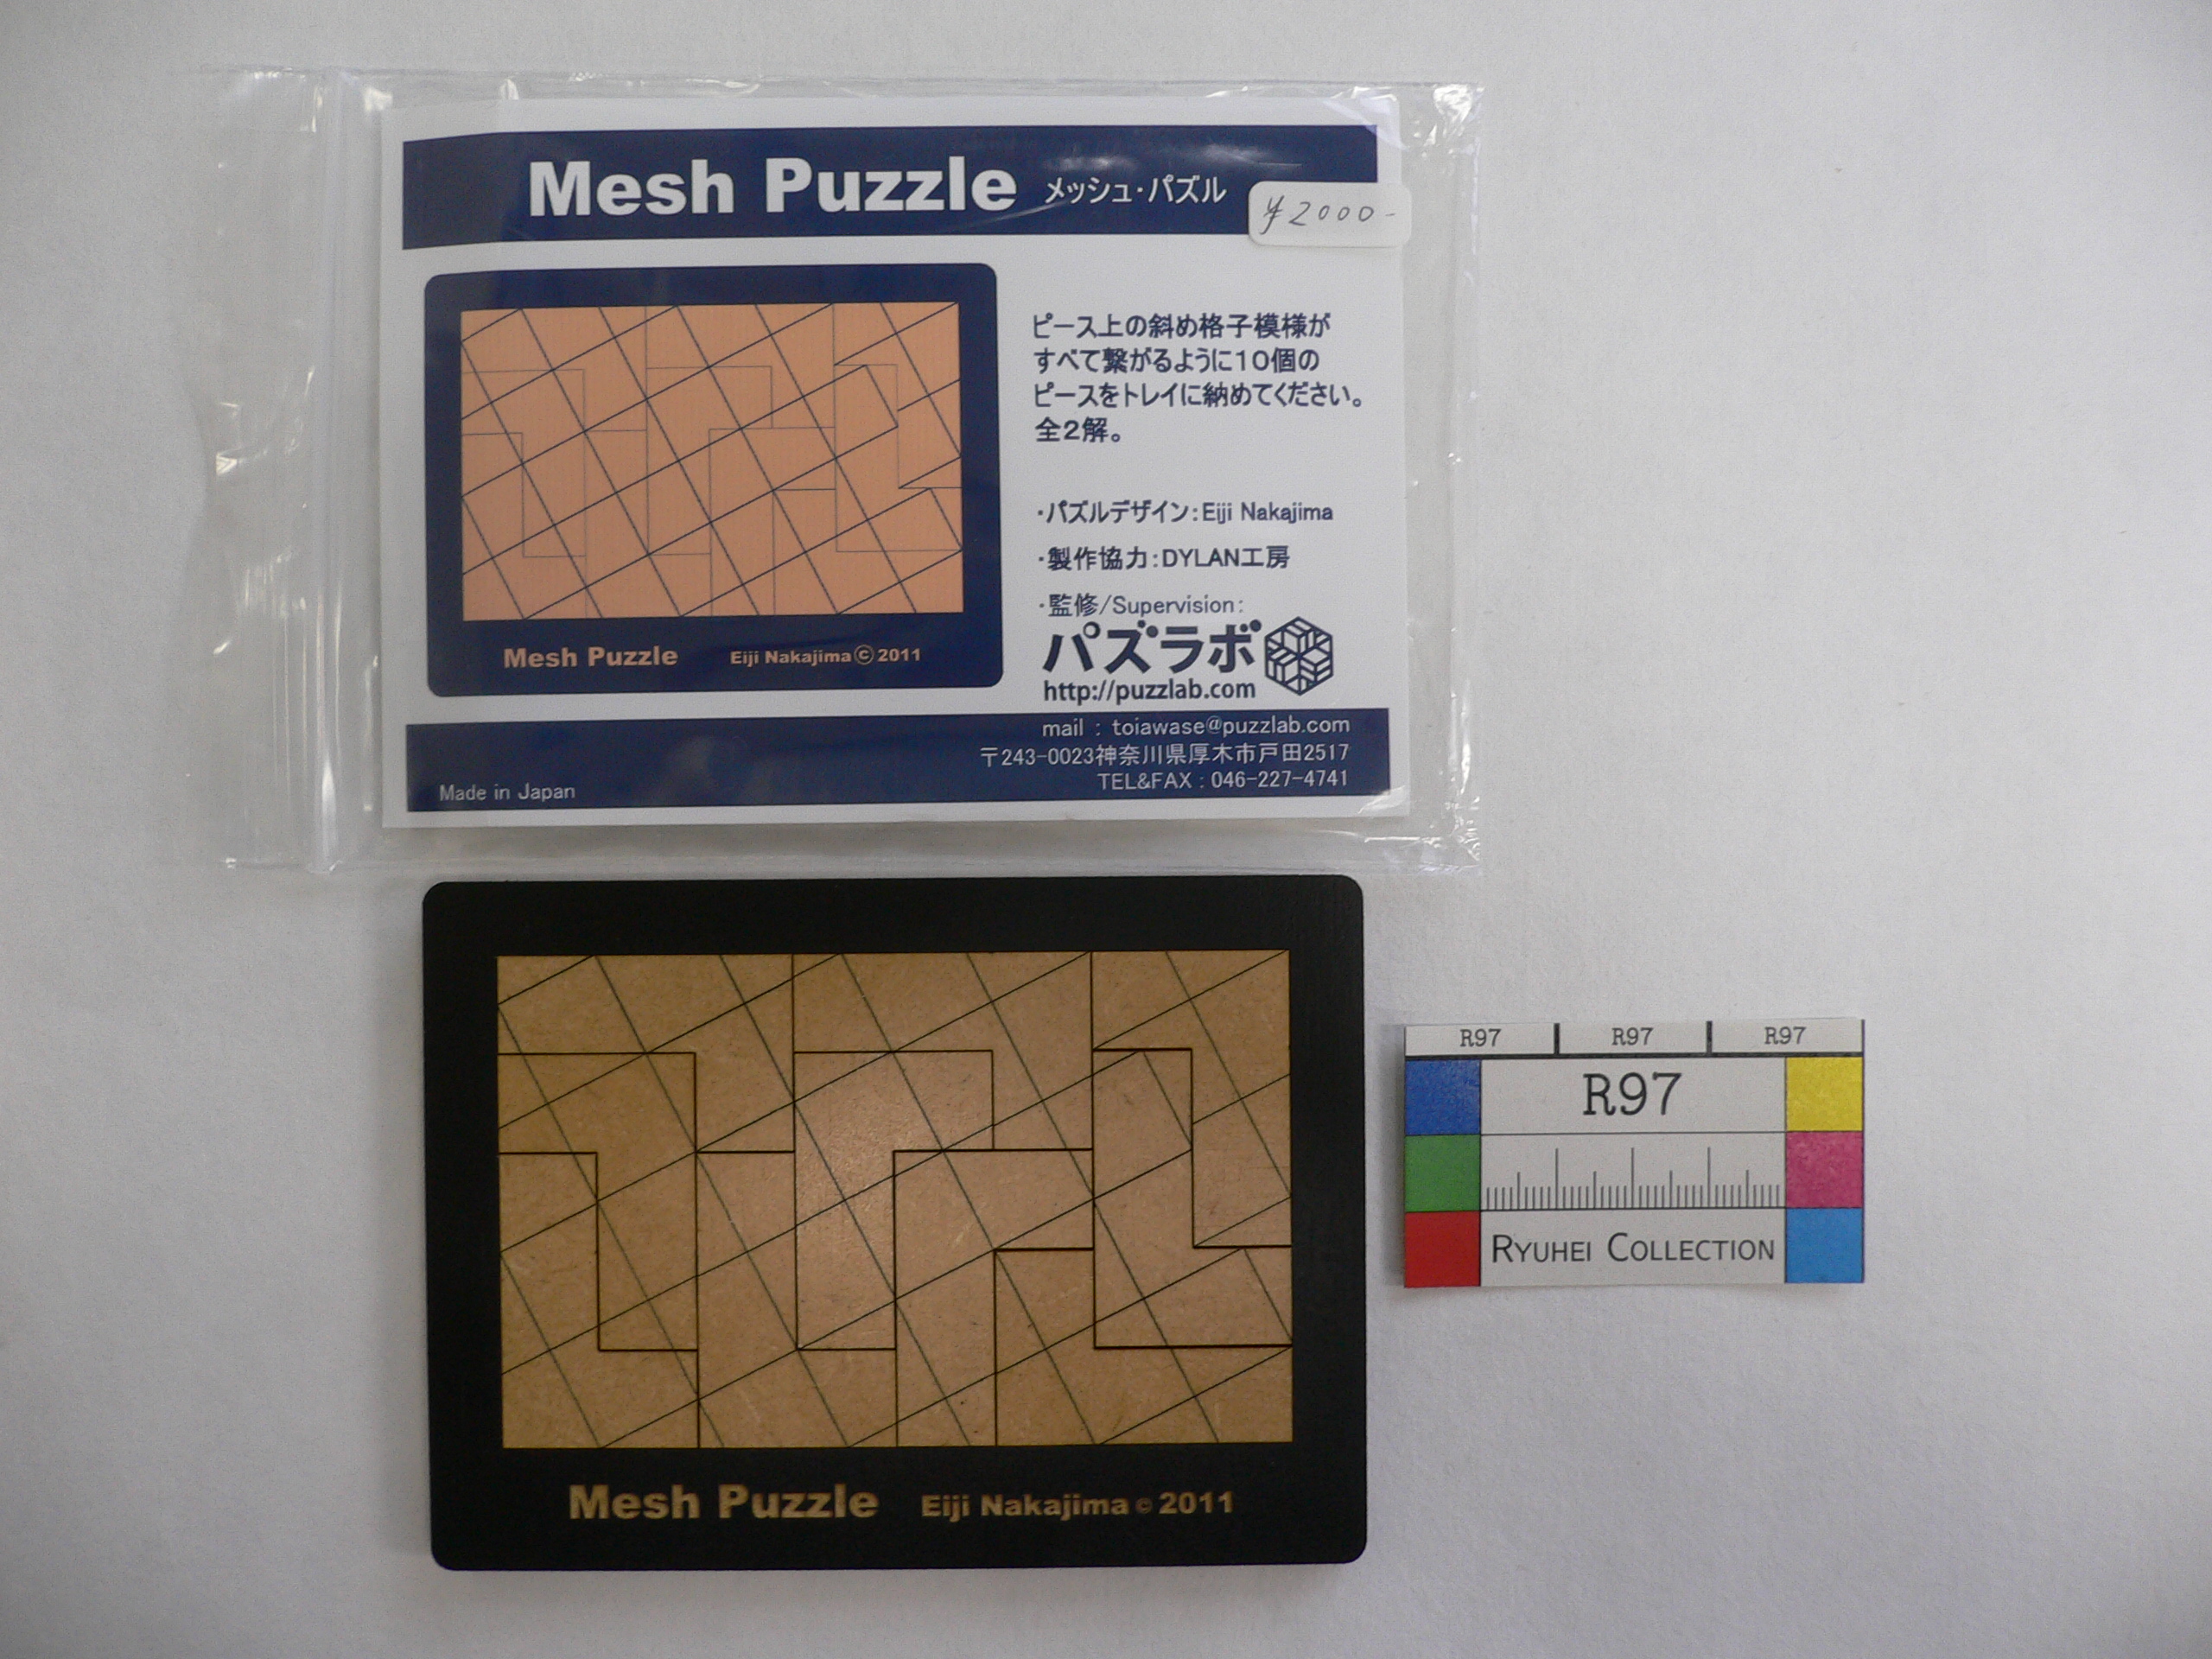 Mesh Puzzle メッシュ・パズル
¥2000-
ピース上の斜め格子模様が
すべて繋がるように10個の
ピースをトレイに納めてください。
全2解。
・パズルデザイン:Eiji Nakajima
・製作協力:DYLAN工房
・監修/Supervision:
パズラボ
http://puzzlab.com
Mesh Puzzle Eiji Nakajima © 2011
mail : toiawase@puzzlab.com
〒243-0023神奈川県厚木市戸田2517
TEL&FAX : 046-227-4741
Made in Japan
Mesh Puzzle Eiji Nakajima © 2011
R97 R97 R97
R97
RYUHEI COLLECTION